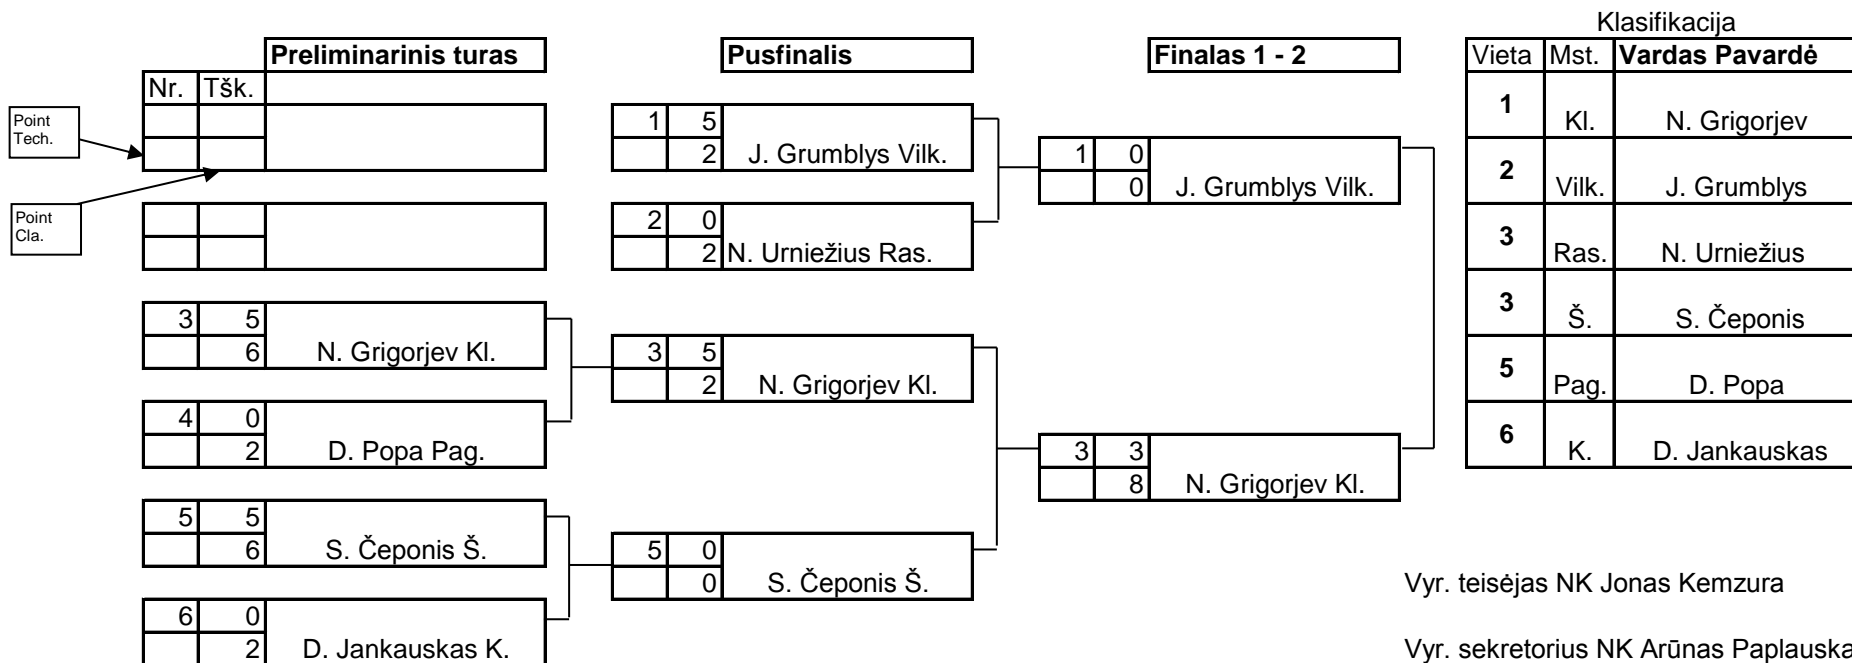 Klasifikacija
Preliminarinis turas Pusfinalis Finalas 1 - 2 Vieta Mst. Vardas Pavardė
Nr. Tšk.
Point
Tech.
Point
Cla.
3 5
6 N. Grigorjev Kl.
4 0
2 D. Popa Pag.
5 5
6 S. Čeponis Š.
6 0
2 D. Jankauskas K.
1 5
2 J. Grumblys Vilk.
2 0
2 N. Urniežius Ras.
3 5
2 N. Grigorjev Kl.
5 0
0 S. Čeponis Š.
1 0
0 J. Grumblys Vilk.
3 3
8 N. Grigorjev Kl.
1 Kl. N. Grigorjev
2 Vilk. J. Grumblys
3 Ras. N. Urniežius
3 Š. S. Čeponis
5 Pag. D. Popa
6 K. D. Jankauskas
Vyr. teisėjas NK Jonas Kemzura
Vyr. sekretorius NK Arūnas Paplauska